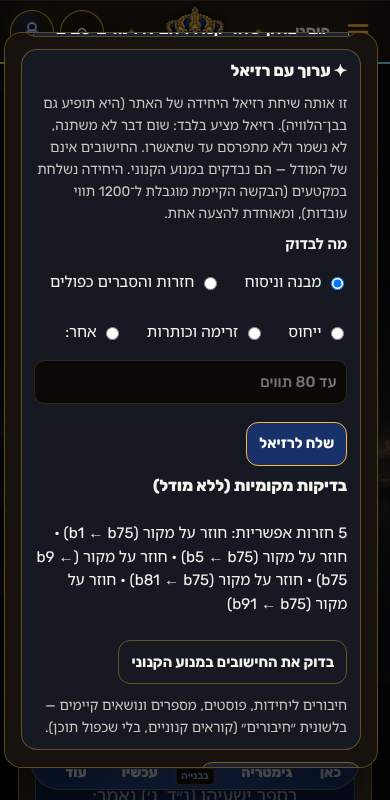 ✦ ערוך עם רזיאל
זו אותה שיחת רזיאל היחידה של האתר (היא תופיע גם
בבן־הלוויה). רזיאל מציע בלבד: שום דבר לא משתנה,
לא נשמר ולא מתפרסם עד שתאשרו. החישובים אינם
של המודל — הם נבדקים במנוע הקנוני. היחידה נשלחת
במקטעים (הבקשה הקיימת מוגבלת ל־1200 תווי
עובדות), ומאוחדת להצעה אחת.
מה לבדוק
מבנה וניסוח
חזרות והסברים כפולים
ייחוס
זרימה וכותרות
אחר:
עד 80 תווים
שלח לרזיאל
בדיקות מקומיות (ללא מודל)
5 חזרות אפשריות: חוזר על מקור (b1 ← b75) •
חוזר על מקור (b5 ← b75) • חוזר על מקור (b9 ←
b75) • חוזר על מקור (b81 ← b75) • חוזר על
מקור (b91 ← b75)
בדוק את החישובים במנוע הקנוני
חיבורים ליחידות, פוסטים, מספרים ונושאים קיימים —
בלשונית ״חיבורים״ (קוראים קנוניים, בלי שכפול תוכן).
כאן
גימטריה
בבנייה
עכשיו
עוד